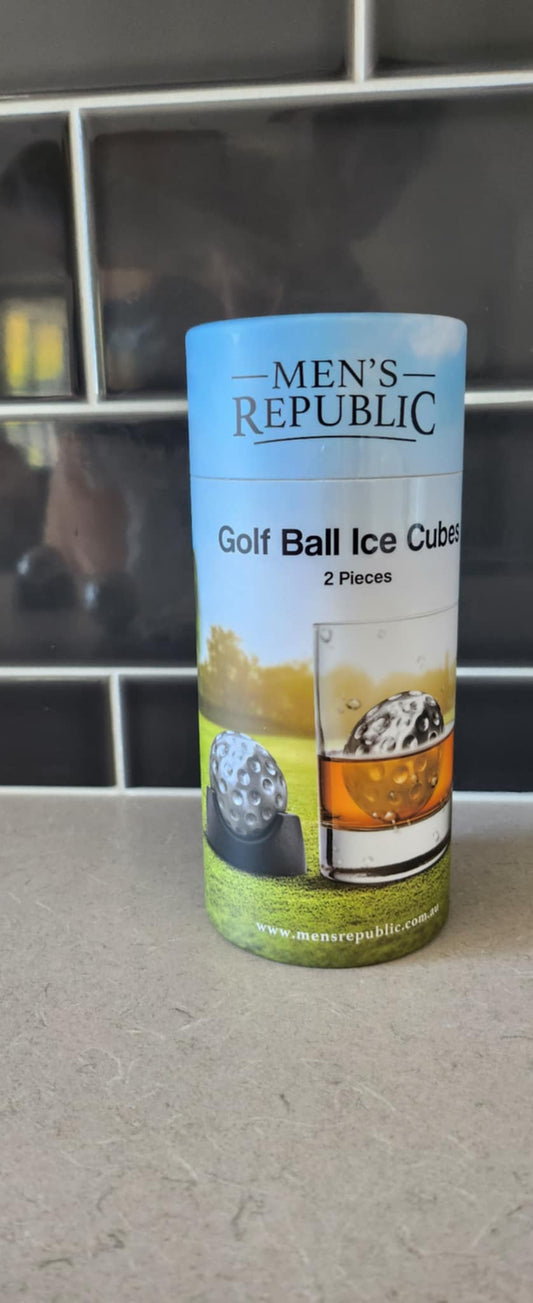 MEN'S
REPUBLIC
Golf Ball Ice Cubes
2 Pieces
www.mensrepublic.com.au